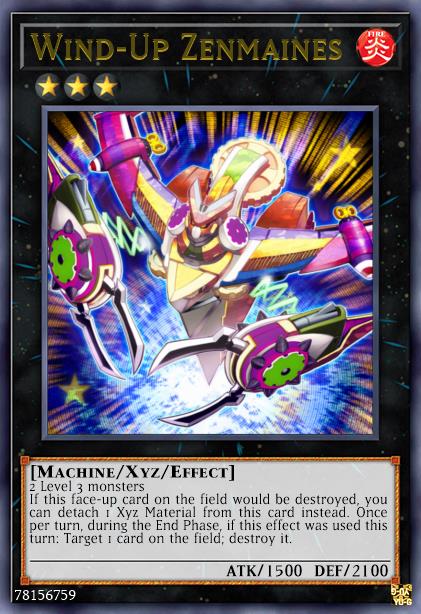 Wind-Up Zenmaines
FIRE
炎
[Machine/Xyz/Effect]
2 Level 3 monsters
If this face-up card on the field would be destroyed, you
can detach 1 Xyz Material from this card instead. Once
per turn, during the End Phase, if this effect was used this
turn: Target 1 card on the field; destroy it.
ATK/1500 DEF/2100
78156759